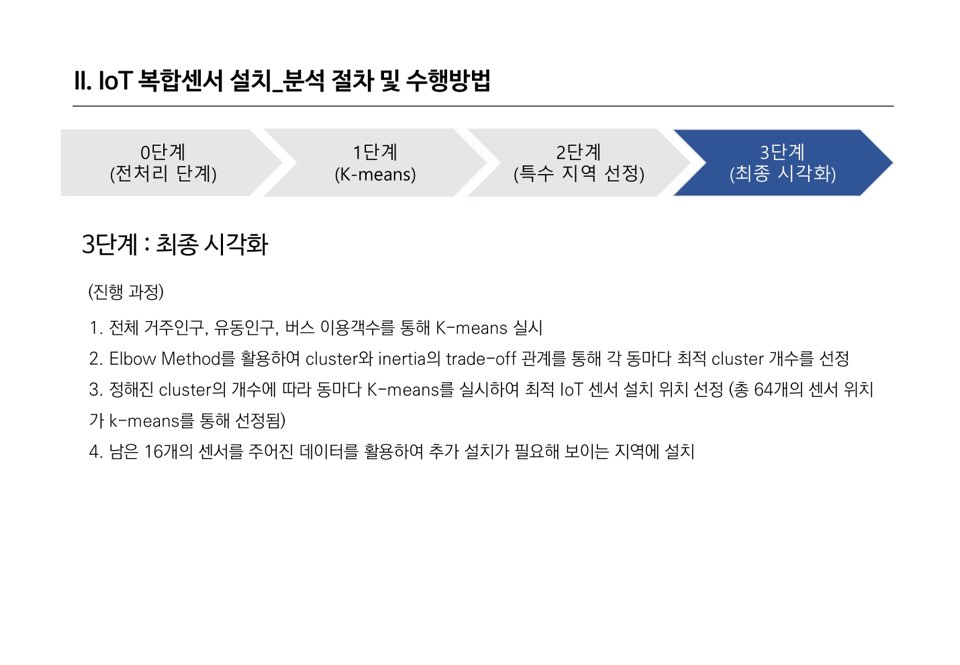 II. IoT 복합센서 설치_분석 절차 및 수행방법
0단계
(전처리 단계)
1단계
(K-means)
2단계
(특수 지역 선정)
3단계
(최종 시각화)
3단계 : 최종 시각화
(진행 과정)
1. 전체 거주인구, 유동인구, 버스 이용객수를 통해 K-means 실시
2. Elbow Method를 활용하여 cluster와 inertia의 trade-off 관계를 통해 각 동마다 최적 cluster 개수를 선정
3. 정해진 cluster의 개수에 따라 동마다 K-means를 실시하여 최적 IoT 센서 설치 위치 선정 (총 64개의 센서 위치
가 k-means를 통해 선정됨)
4. 남은 16개의 센서를 주어진 데이터를 활용하여 추가 설치가 필요해 보이는 지역에 설치